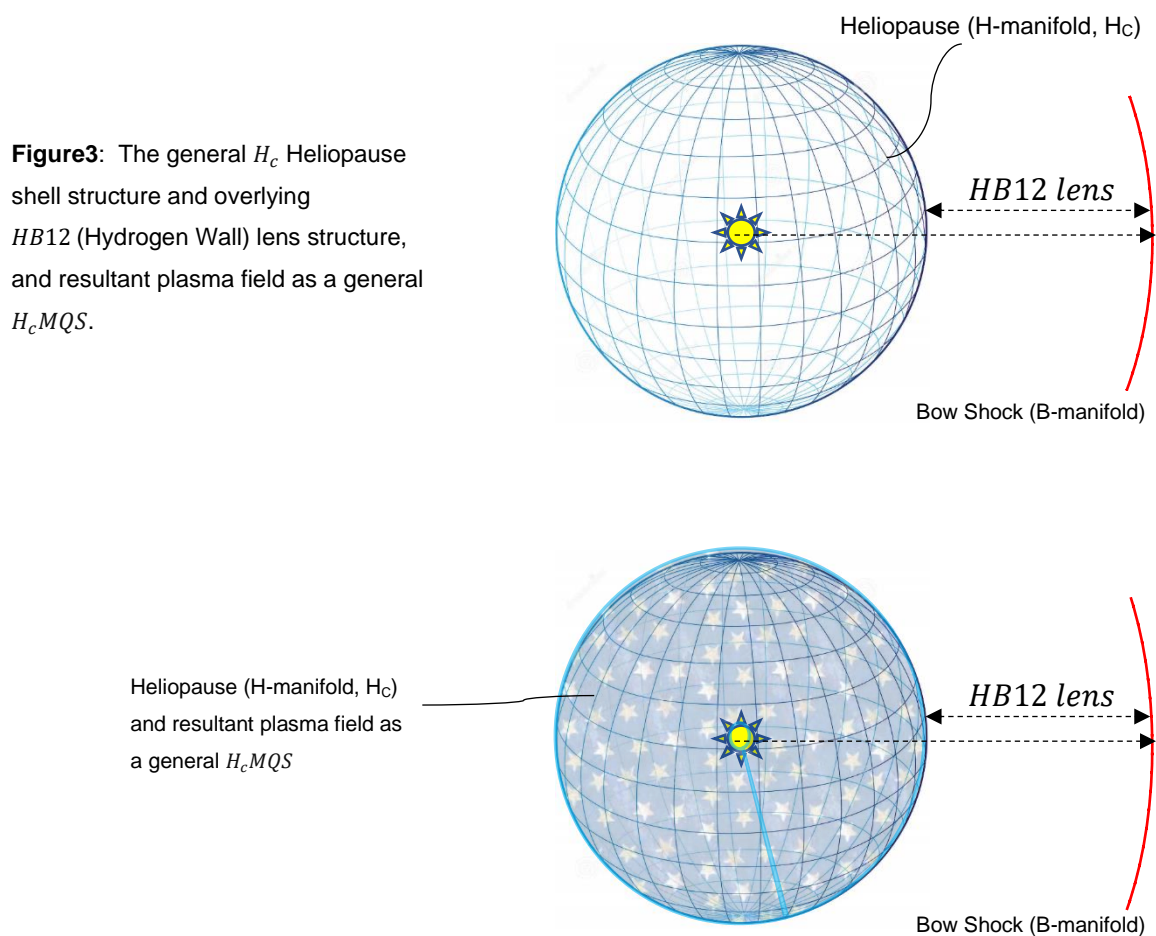 Heliopause (H-manifold, HC)
Figure3: The general 𝐻𝑐 Heliopause
shell structure and overlying
𝐻𝐵12 (Hydrogen Wall) lens structure,
and resultant plasma field as a general
𝐻𝑐𝑀𝑄𝑆.
𝐻𝐵12 𝑙𝑒𝑛𝑠
Bow Shock (B-manifold)
Heliopause (H-manifold, HC)
and resultant plasma field as
a general 𝐻𝑐𝑀𝑄𝑆
𝐻𝐵12 𝑙𝑒𝑛𝑠
Bow Shock (B-manifold)